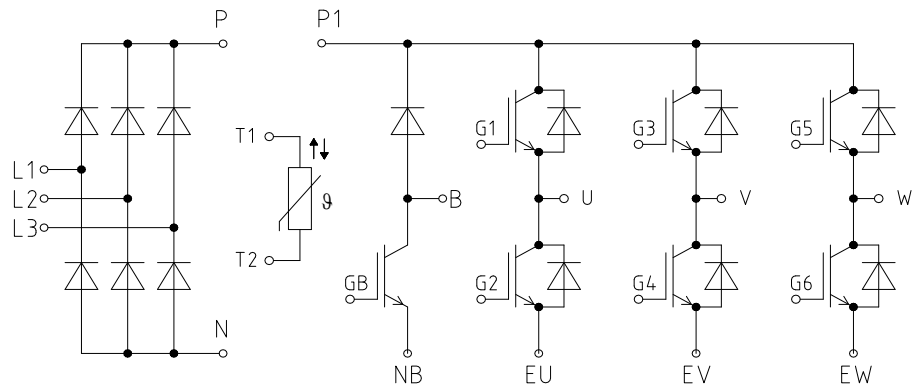 P P1
T1
G1 G3 G5
L1
L2 ϑ B U V W
L3
T2
GB G2 G4 G6
N
NB EU EV EW